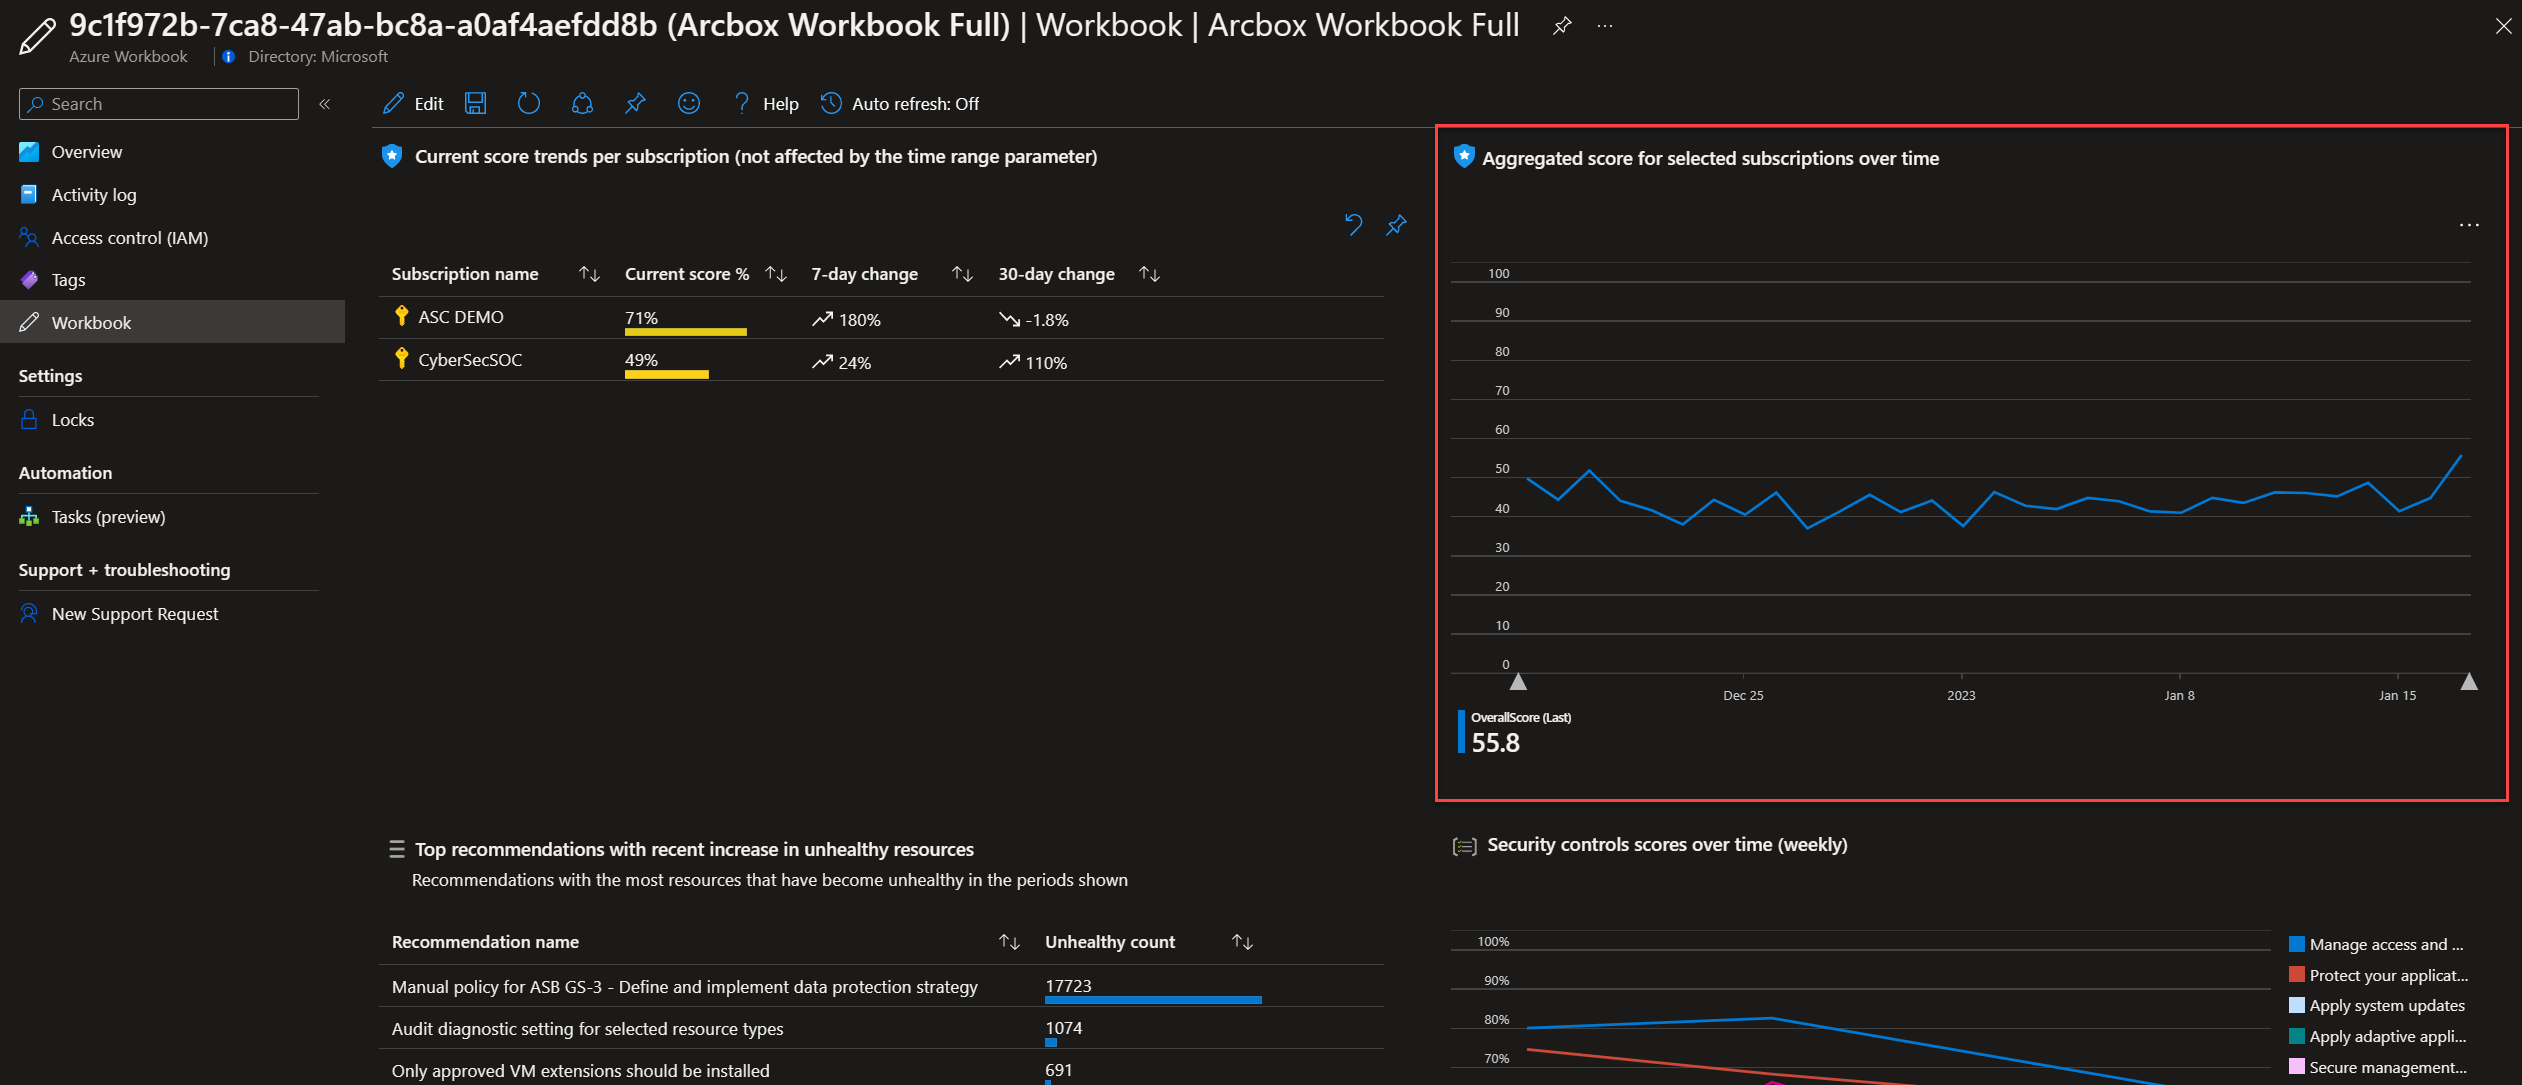 9c1f972b-7ca8-47ab-bc8a-a0af4aefdd8b (Arcbox Workbook Full) | Workbook | Arcbox Workbook Full
Azure Workbook
Directory: Microsoft
Search
Overview
Activity log
Access control (IAM)
Tags
Workbook
Settings
Locks
Automation
Tasks (preview)
Support + troubleshooting
New Support Request
Edit
Help
Auto refresh: Off
Current score trends per subscription (not affected by the time range parameter)
Subscription name Current score % 7-day change 30-day change
ASC DEMO 71% 180% -1.8%
CyberSecSOC 49% 24% 110%
Aggregated score for selected subscriptions over time
100
90
80
70
60
50
40
30
20
10
0
Dec 25 2023 Jan 8 Jan 15
OverallScore (Last)
55.8
Top recommendations with recent increase in unhealthy resources
Recommendations with the most resources that have become unhealthy in the periods shown
Recommendation name Unhealthy count
Manual policy for ASB GS-3 - Define and implement data protection strategy 17723
Audit diagnostic setting for selected resource types 1074
Only approved VM extensions should be installed 691
Security controls scores over time (weekly)
100%
90%
80%
70%
Manage access and ...
Protect your applicat...
Apply system updates
Apply adaptive appli...
Secure management...